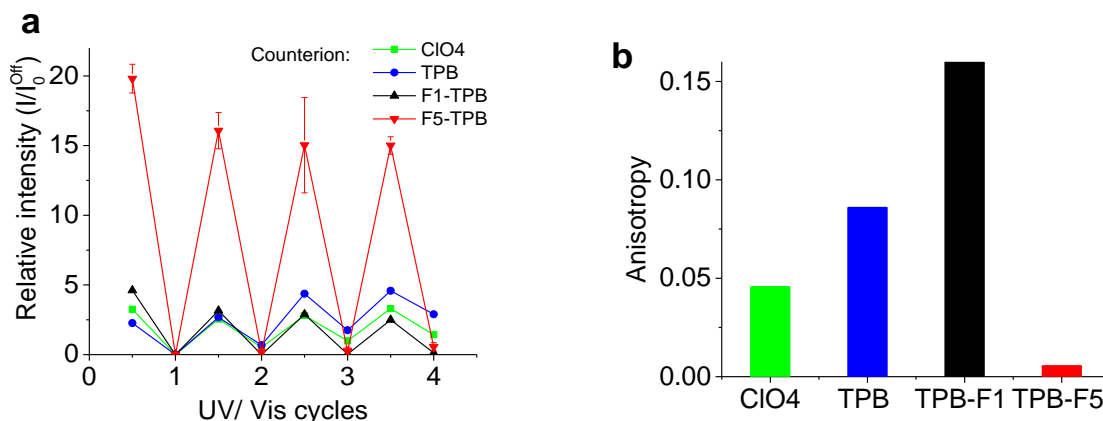 a
Relative intensity (I/I₀ᴼᶠᶠ)
20
15
10
5
0
0
1
2
3
4
UV/ Vis cycles
Counterion:
ClO4
TPB
F1-TPB
F5-TPB
b
Anisotropy
0.15
0.10
0.05
0.00
ClO4
TPB
TPB-F1
TPB-F5